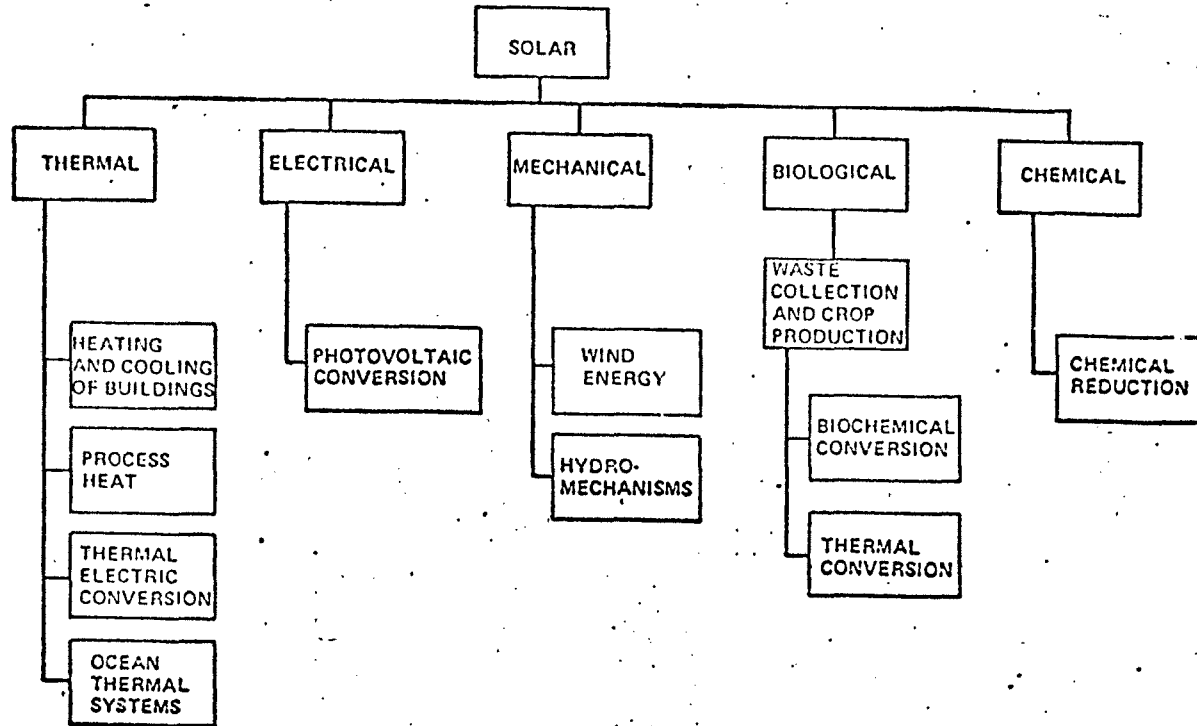 SOLAR
THERMAL
ELECTRICAL
MECHANICAL
BIOLOGICAL
CHEMICAL
HEATING
AND COOLING
OF BUILDINGS
PROCESS
HEAT
THERMAL
ELECTRIC
CONVERSION
OCEAN
THERMAL
SYSTEMS
PHOTOVOLTAIC
CONVERSION
WIND
ENERGY
HYDRO-
MECHANISMS
WASTE
COLLECTION
AND CROP
PRODUCTION
BIOCHEMICAL
CONVERSION
THERMAL
CONVERSION
CHEMICAL
REDUCTION